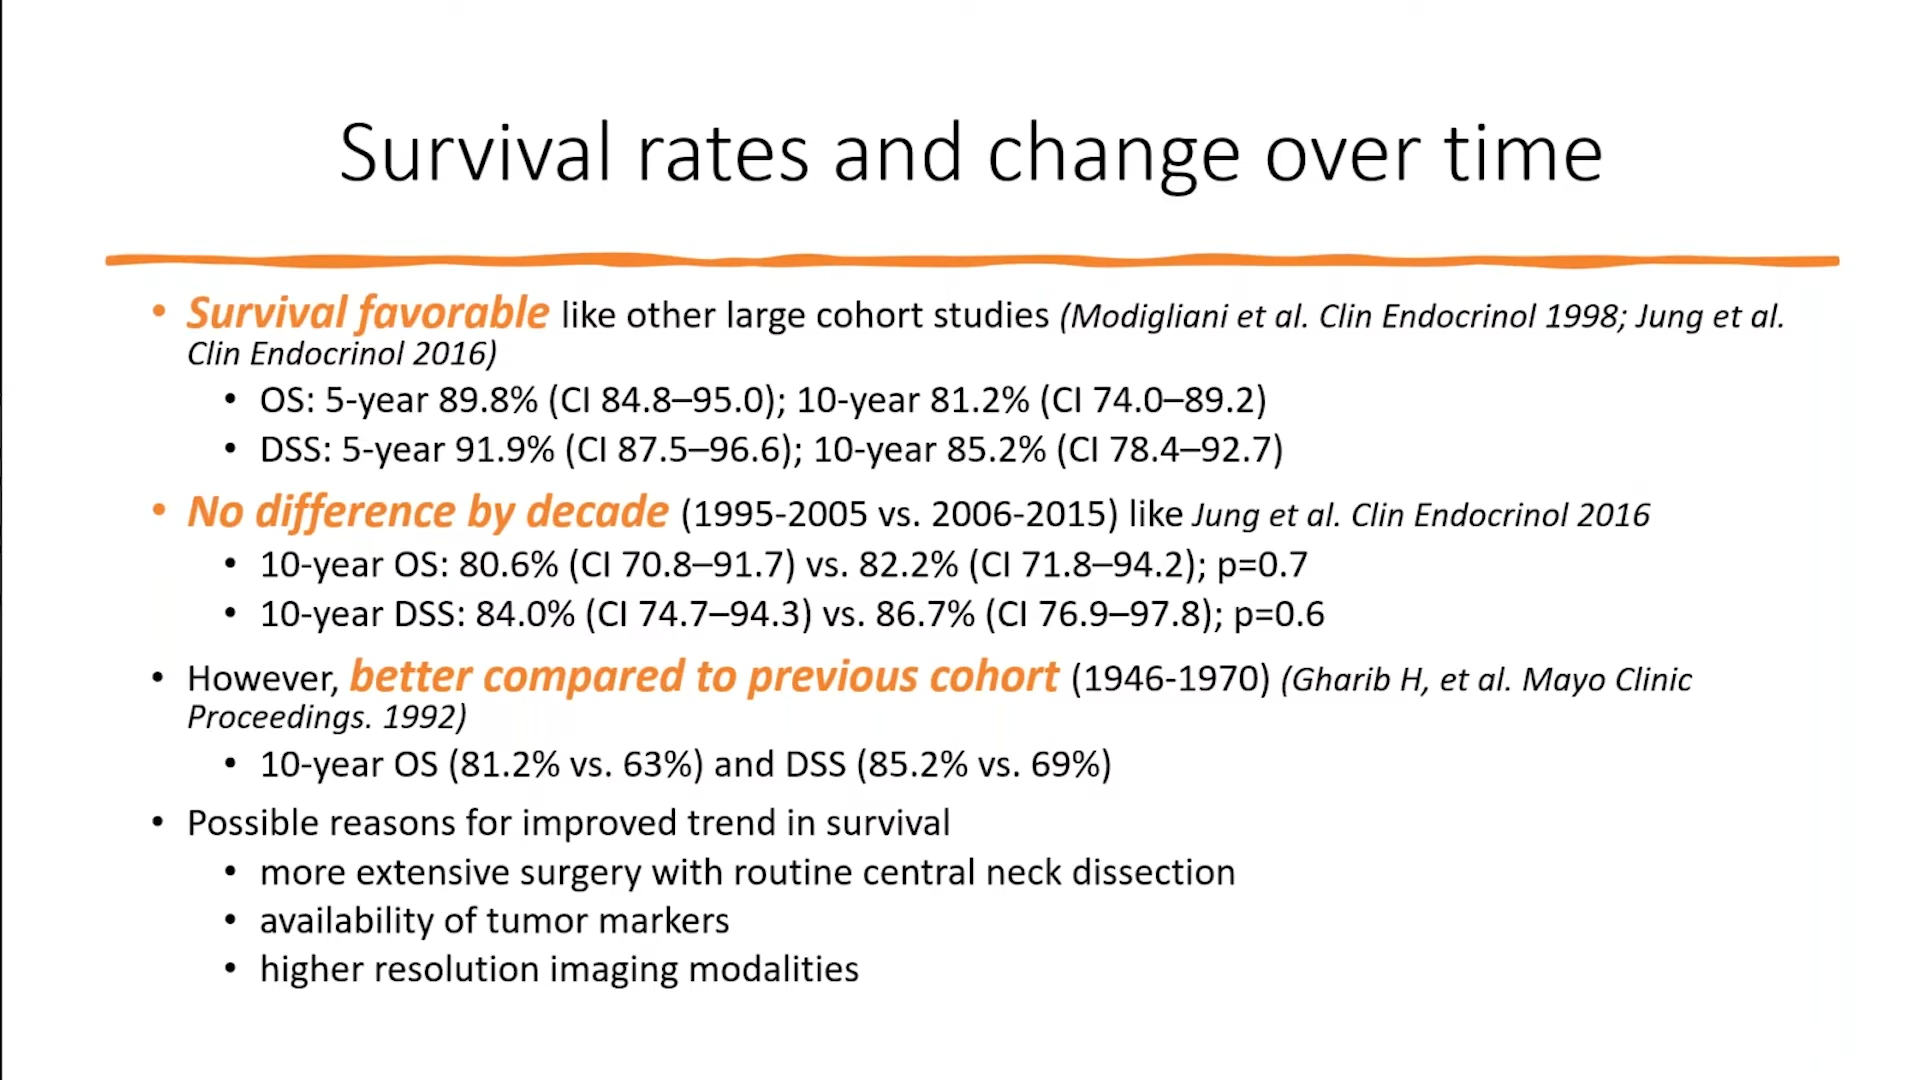 Survival rates and change over time
• Survival favorable like other large cohort studies (Modigliani et al. Clin Endocrinol 1998; Jung et al.
Clin Endocrinol 2016)
• OS: 5-year 89.8% (CI 84.8–95.0); 10-year 81.2% (CI 74.0–89.2)
• DSS: 5-year 91.9% (CI 87.5–96.6); 10-year 85.2% (CI 78.4–92.7)
• No difference by decade (1995-2005 vs. 2006-2015) like Jung et al. Clin Endocrinol 2016
• 10-year OS: 80.6% (CI 70.8–91.7) vs. 82.2% (CI 71.8–94.2); p=0.7
• 10-year DSS: 84.0% (CI 74.7–94.3) vs. 86.7% (CI 76.9–97.8); p=0.6
• However, better compared to previous cohort (1946-1970) (Gharib H, et al. Mayo Clinic
Proceedings. 1992)
• 10-year OS (81.2% vs. 63%) and DSS (85.2% vs. 69%)
• Possible reasons for improved trend in survival
• more extensive surgery with routine central neck dissection
• availability of tumor markers
• higher resolution imaging modalities